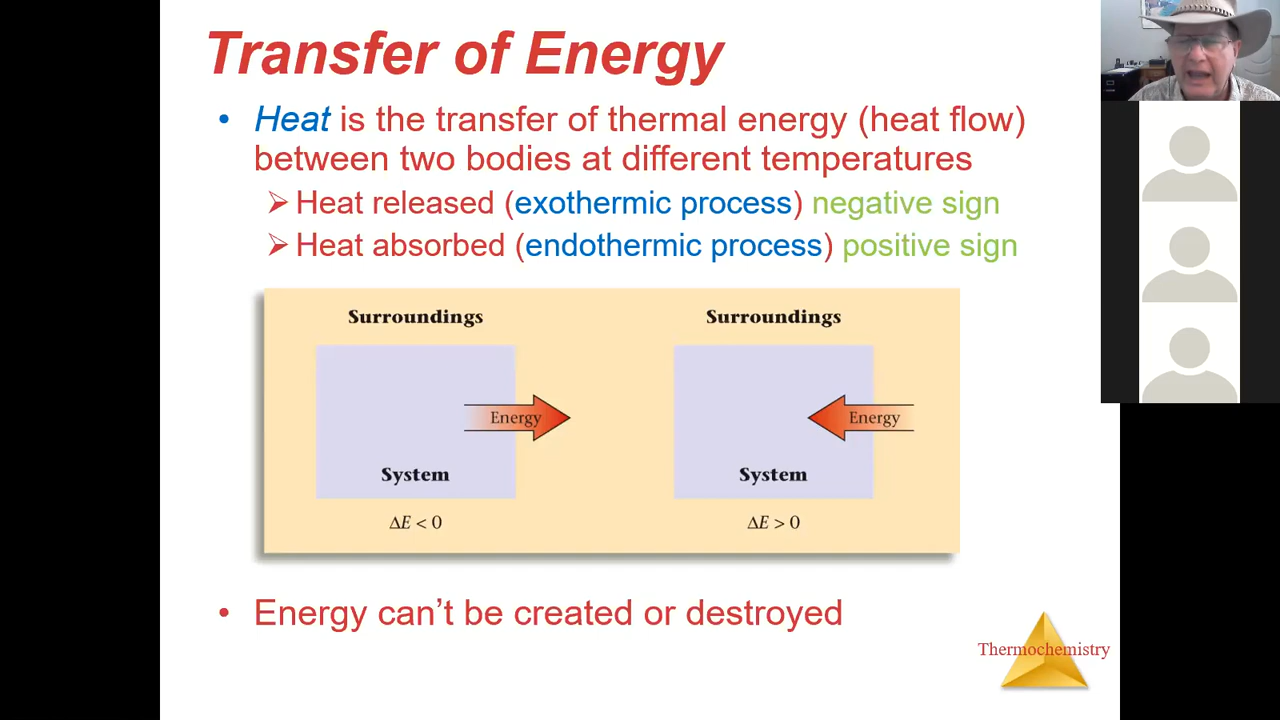 Transfer of Energy
• Heat is the transfer of thermal energy (heat flow)
between two bodies at different temperatures
➢ Heat released (exothermic process) negative sign
➢ Heat absorbed (endothermic process) positive sign
Surroundings
Surroundings
Energy
Energy
System
System
ΔE < 0
ΔE > 0
• Energy can’t be created or destroyed
Thermochemistry